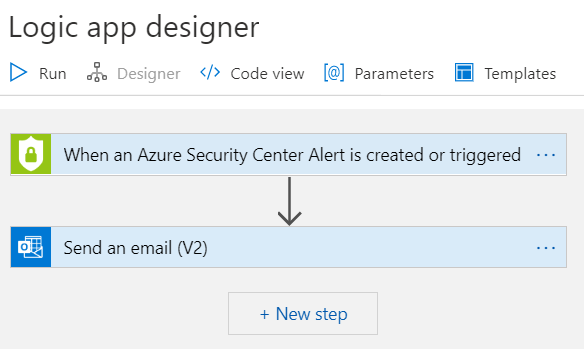 Logic app designer
Run Designer </> Code view [@] Parameters Templates
When an Azure Security Center Alert is created or triggered ...
Send an email (V2) ...
+ New step